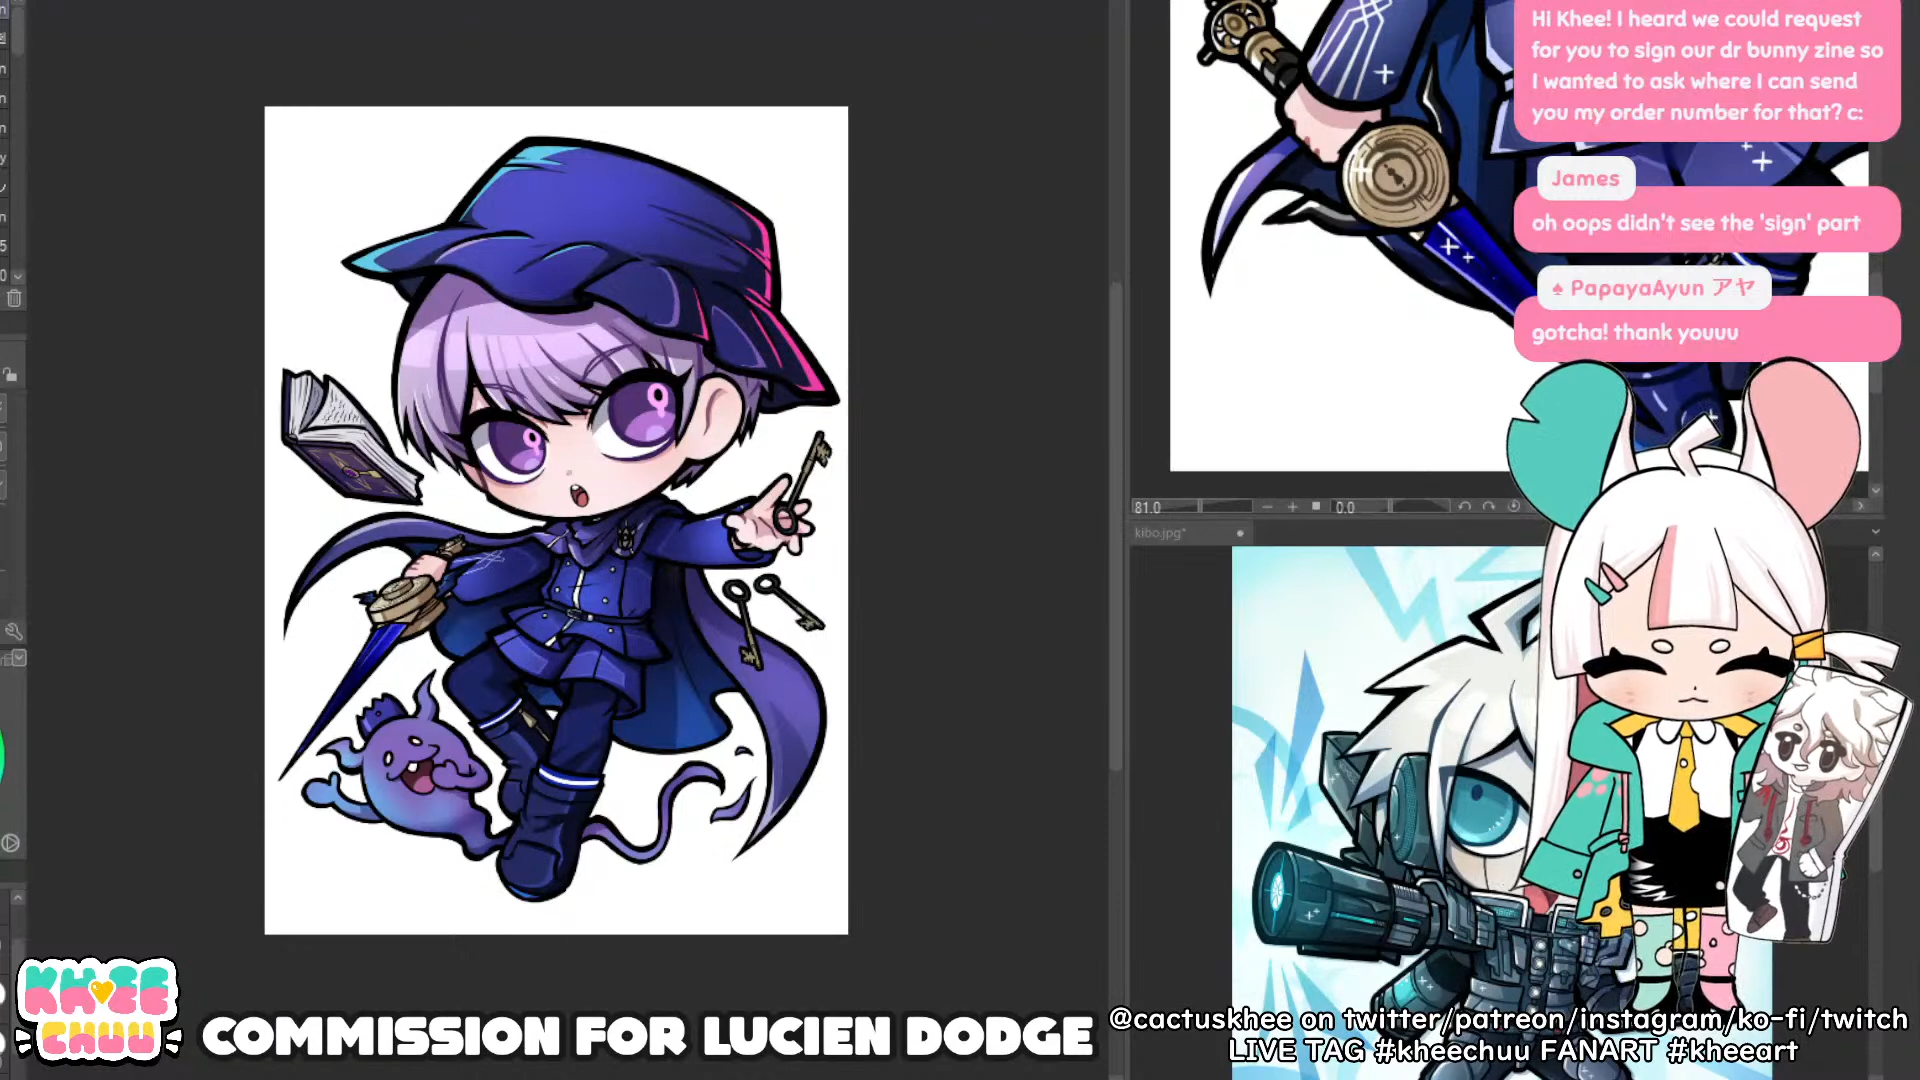 Hi Khee! I heard we could request
for you to sign our dr bunny zine so
I wanted to ask where I can send
you my order number for that? c:
James
oh oops didn't see the 'sign' part
♠ PapayaAyun アヤ
gotcha! thank youuu
81.0
0.0
kibo.jpg*
KHEE
CHUU
COMMISSION FOR LUCIEN DODGE
@cactuskhee on twitter/patreon/instagram/ko-fi/twitch
LIVE TAG #kheechuu FANART #kheeart